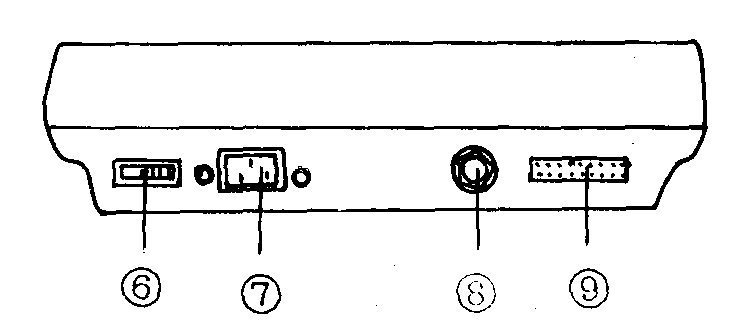 ⑥ ⑦ ⑧ ⑨